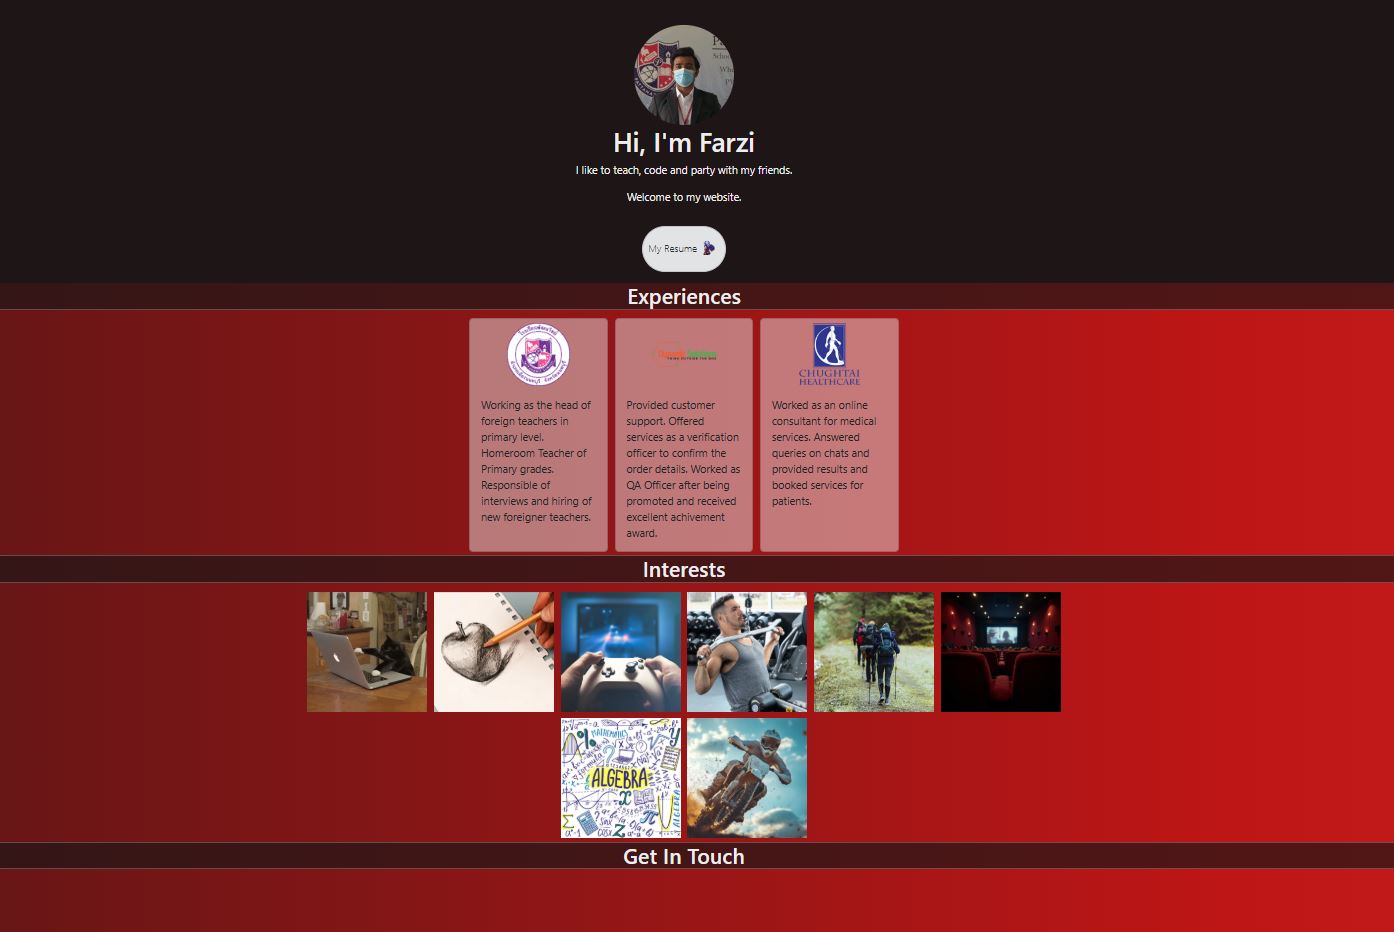 Hi, I'm Farzi
I like to teach, code and party with my friends.
Welcome to my website.
My Resume
Experiences
CHUGHTAI
HEALTHCARE
Working as the head of
foreign teachers in
primary level.
Homeroom Teacher of
Primary grades.
Responsible of
interviews and hiring of
new foreigner teachers.
Provided customer
support. Offered
services as a verification
officer to confirm the
order details. Worked as
QA Officer after being
promoted and received
excellent achivement
award.
Worked as an online
consultant for medical
services. Answered
queries on chats and
provided results and
booked services for
patients.
Interests
MATHEMATICS
ALGEBRA
Get In Touch